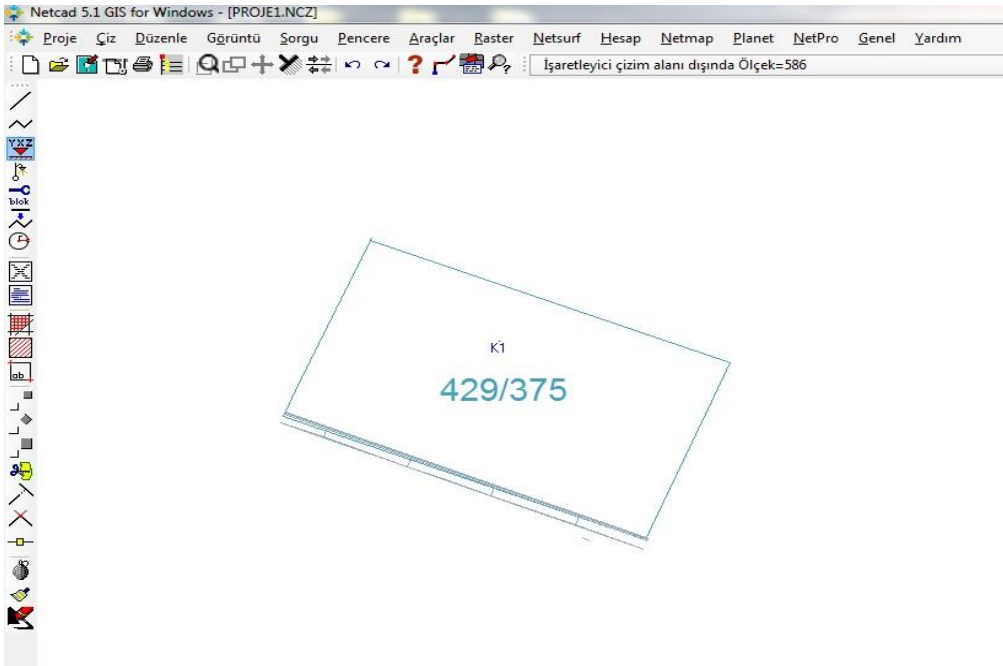 Netcad 5.1 GIS for Windows - [PROJE1.NCZ]
Proje Çiz Düzenle Görüntü Sorgu Pencere Araçlar Raster Netsurf Hesap Netmap Planet NetPro Genel Yardım
İşaretleyici çizim alanı dışında Ölçek=586
YXZ
blok
ab
K1
429/375